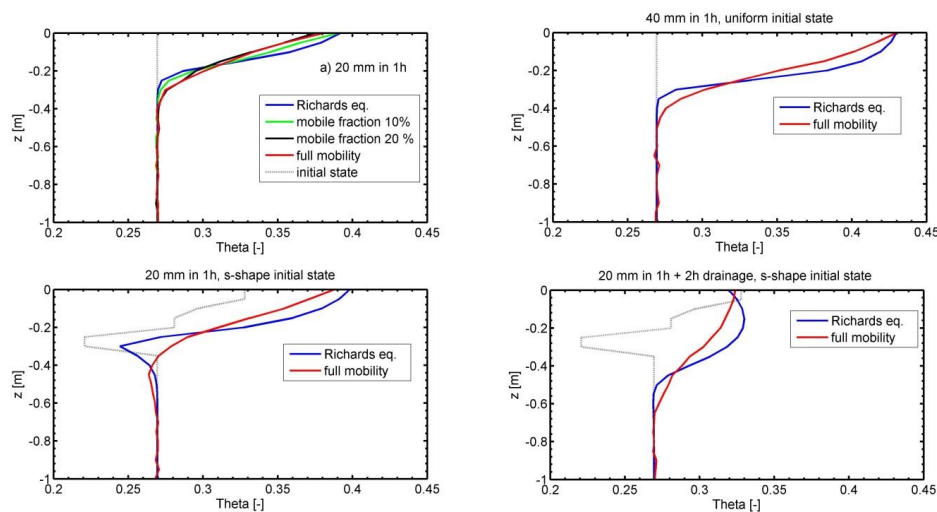 a) 20 mm in 1h
Richards eq.
mobile fraction 10%
mobile fraction 20 %
full mobility
initial state
z [m]
0
-0.2
-0.4
-0.6
-0.8
-1
0.2
0.25
0.3
0.35
0.4
0.45
Theta [-]
40 mm in 1h, uniform initial state
Richards eq.
full mobility
z [m]
0
-0.2
-0.4
-0.6
-0.8
-1
0.2
0.25
0.3
0.35
0.4
0.45
Theta [-]
20 mm in 1h, s-shape initial state
Richards eq.
full mobility
z [m]
0
-0.2
-0.4
-0.6
-0.8
-1
0.2
0.25
0.3
0.35
0.4
0.45
Theta [-]
20 mm in 1h + 2h drainage, s-shape initial state
Richards eq.
full mobility
z [m]
0
-0.2
-0.4
-0.6
-0.8
-1
0.2
0.25
0.3
0.35
0.4
0.45
Theta [-]